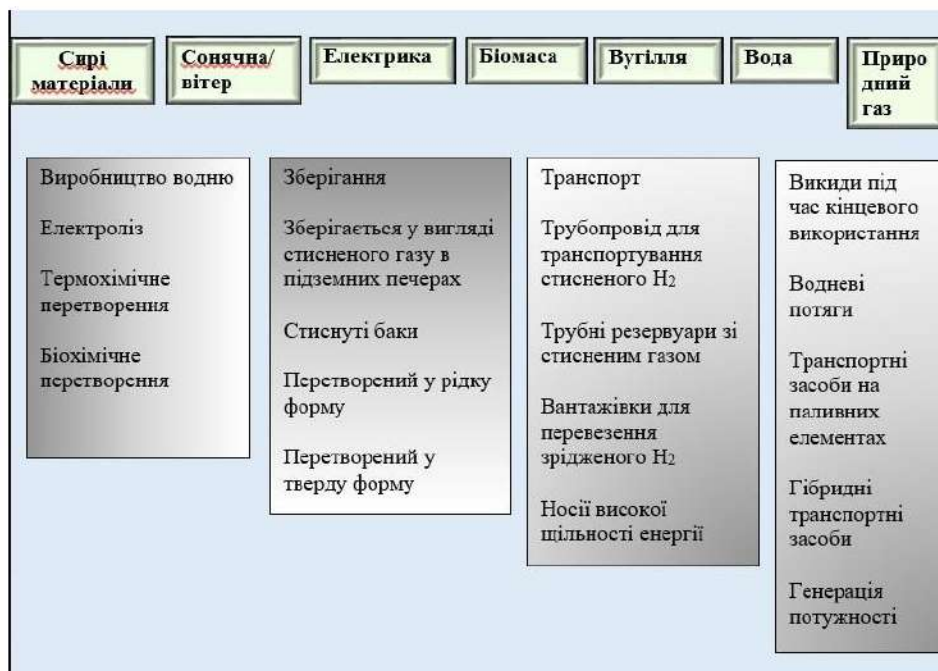 Сирі
матеріали
Сонячна/
вітер
Електрика
Біомаса
Вугілля
Вода
Приро
дний
газ
Виробництво водню
Електроліз
Термохімічне
перетворення
Біохімічне
перетворення
Зберігання
Зберігається у вигляді
стисненого газу в
підземних печерах
Стиснуті баки
Перетворений у рідку
форму
Перетворений у
тверду форму
Транспорт
Трубопровід для
транспортування
стисненого H₂
Трубні резервуари зі
стисненим газом
Вантажівки для
перевезення
зрідженого H₂
Носії високої
щільності енергії
Викиди під
час кінцевого
використання
Водневі
потяги
Транспортні
засоби на
паливних
елементах
Гібридні
транспортні
засоби
Генерація
потужності